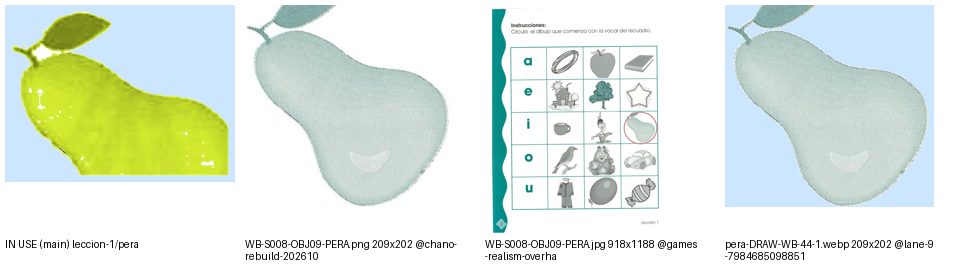 Instrucciones:
Circula el dibujo que comienza con la vocal del recuadro.
a
e
i
o
u
Lección 1
IN USE (main) leccion-1/pera
WB-S008-OBJ09-PERA png 209x202 @chano-
rebuild-202610
WB-S008-OBJ09-PERA jpg 918x1188 @games
-realism-overha
pera-DRAW-WB-44-1.webp 209x202 @lane-9
-7984685098851